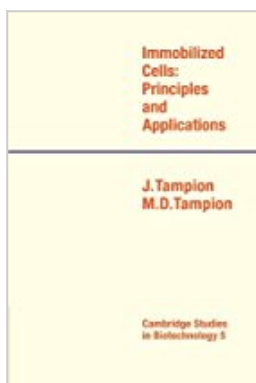 Immobilized
Cells:
Principles
and
Applications
J.Tampion
M.D.Tampion
Cambridge Studies
in Biotechnology 5